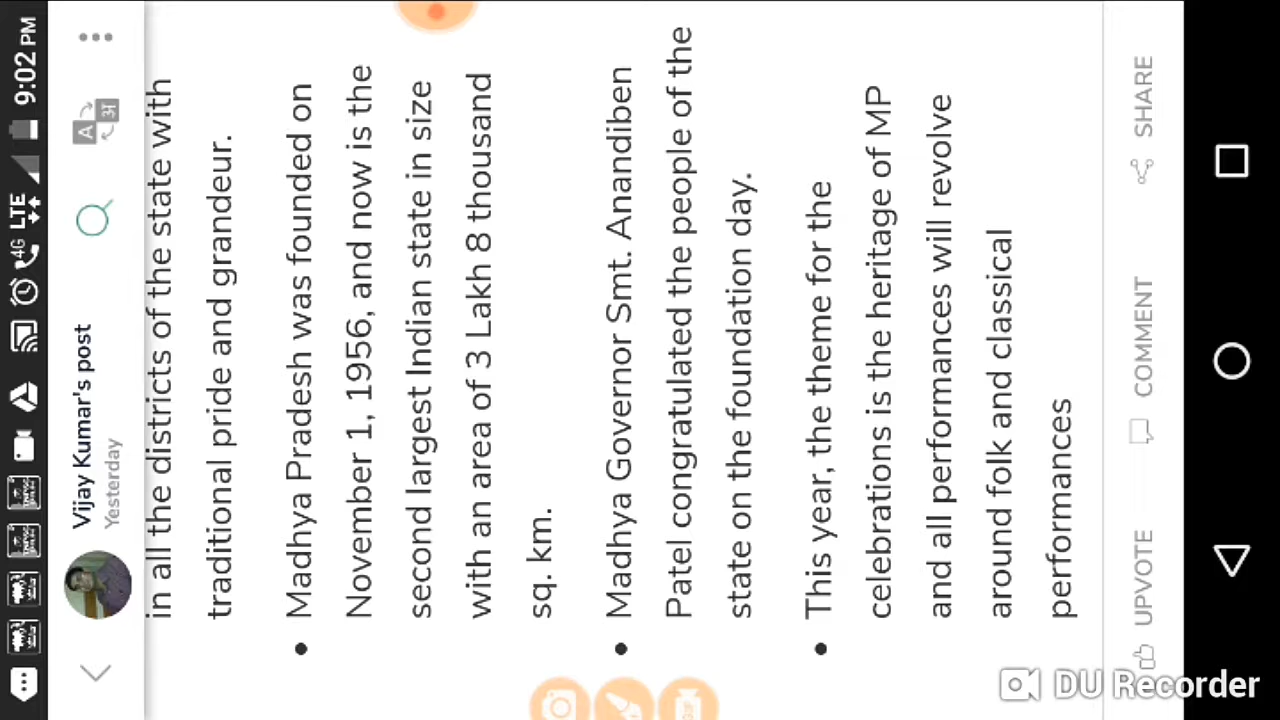 9:02 PM
4G LTE
Vijay Kumar's post
Yesterday
in all the districts of the state with
traditional pride and grandeur.
• Madhya Pradesh was founded on
November 1, 1956, and now is the
second largest Indian state in size
with an area of 3 Lakh 8 thousand
sq. km.
• Madhya Governor Smt. Anandiben
Patel congratulated the people of the
state on the foundation day.
• This year, the theme for the
celebrations is the heritage of MP
and all performances will revolve
around folk and classical
performances
UPVOTE COMMENT SHARE
DU Recorder